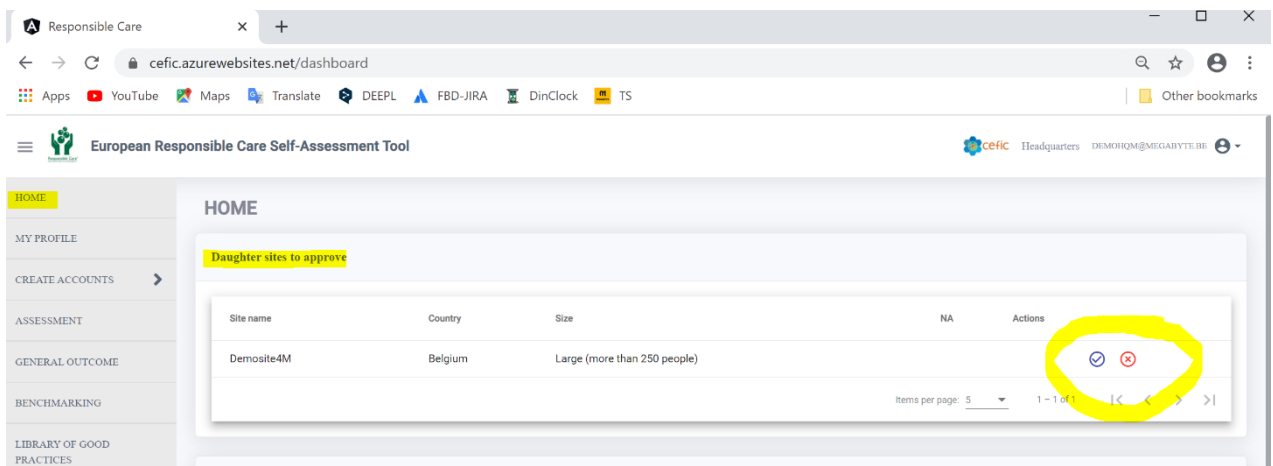 Responsible Care
cefic.azurewebsites.net/dashboard
Apps YouTube Maps Translate DEEPL FBD-JIRA DinClock TS Other bookmarks
European Responsible Care Self-Assessment Tool
cefic Headquarters DEMOHQM@MEGABYTE.BE
HOME
HOME
MY PROFILE
Daughter sites to approve
CREATE ACCOUNTS
ASSESSMENT
Site name Country Size NA Actions
GENERAL OUTCOME
Demosite4M Belgium Large (more than 250 people)
BENCHMARKING
Items per page: 5 1 – 1 of 1
LIBRARY OF GOOD
PRACTICES